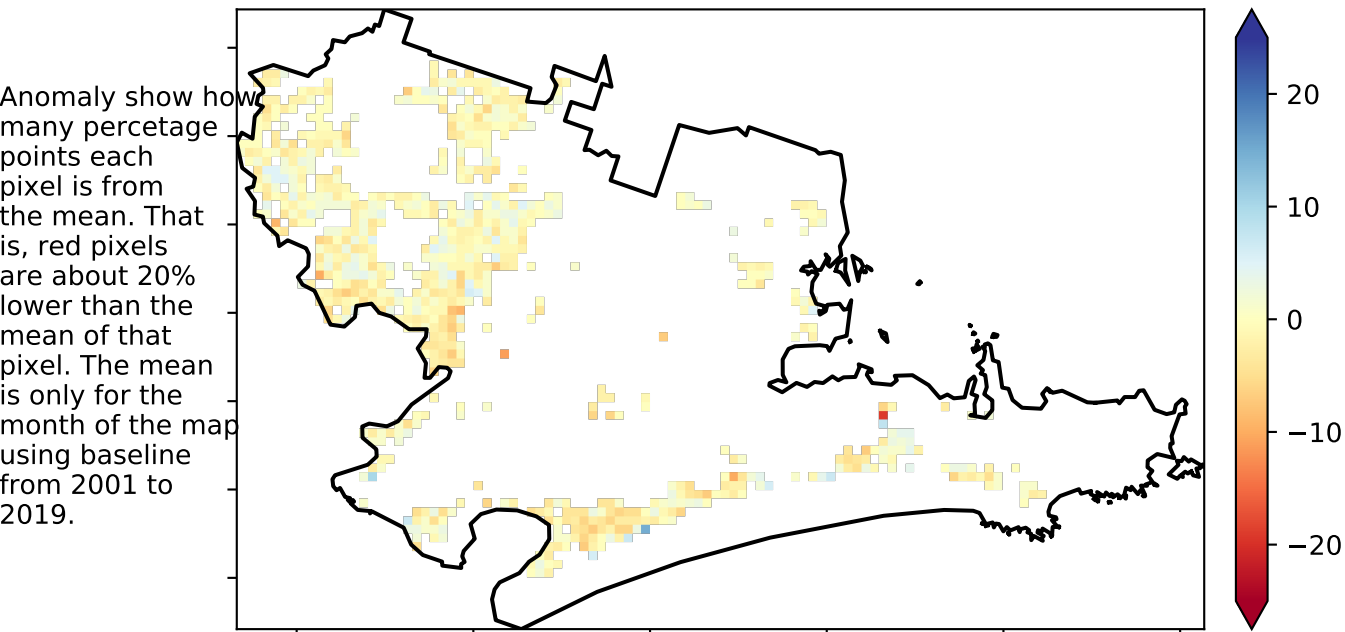 Anomaly show how
many percetage
points each
pixel is from
the mean. That
is, red pixels
are about 20%
lower than the
mean of that
pixel. The mean
is only for the
month of the map
using baseline
from 2001 to
2019.
20
10
0
−10
−20